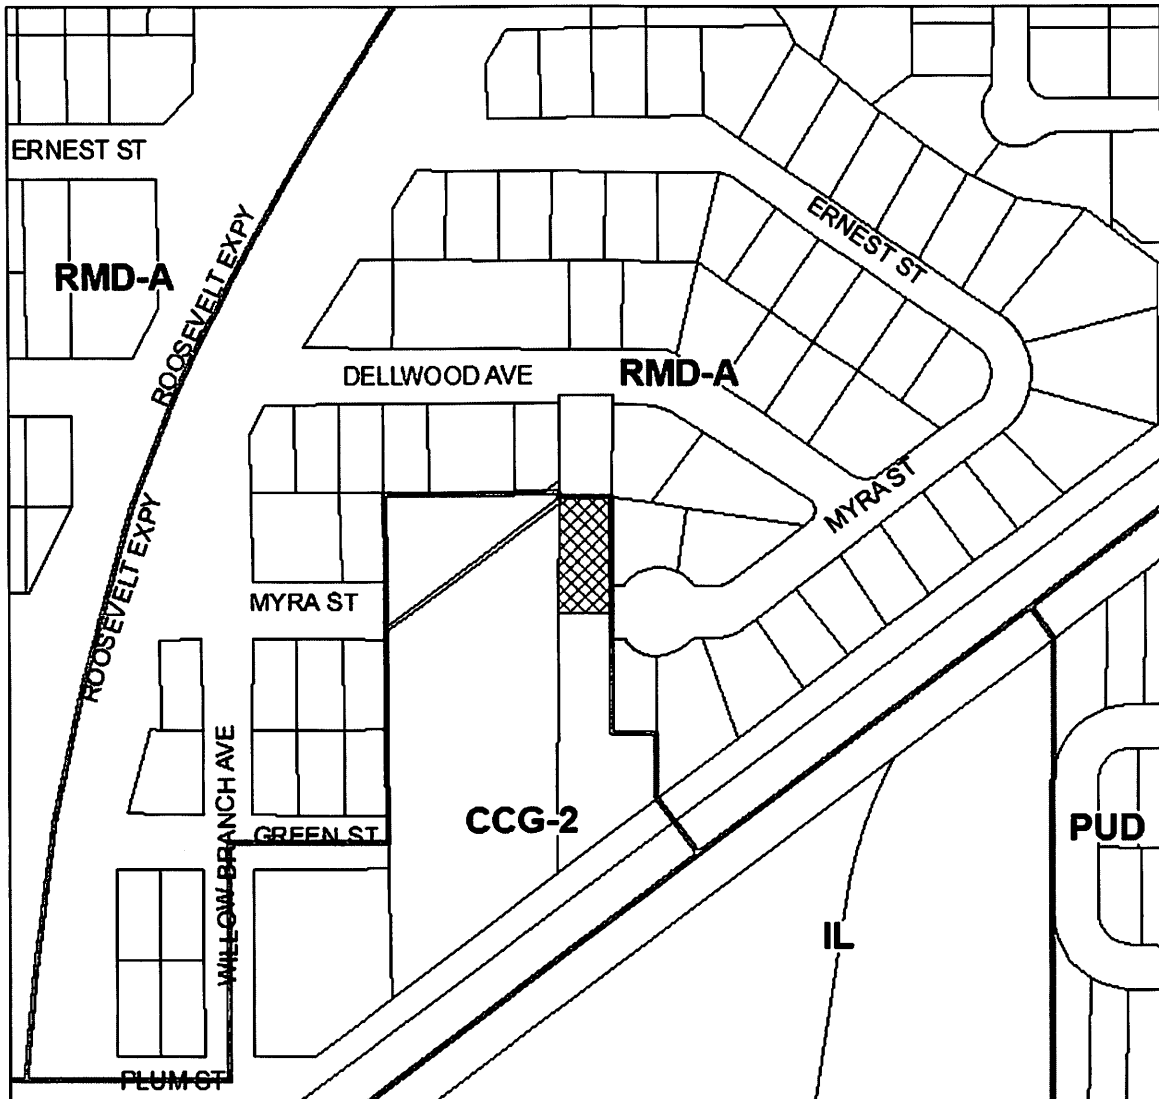 ERNEST ST
ERNEST ST
RMD-A
ROOSEVELT EXPY
DELLWOOD AVE
RMD-A
MYRA ST
ROOSEVELT EXPY
MYRA ST
WILLOW BRANCH AVE
GREEN ST
CCG-2
PUD
IL
PLUM ST